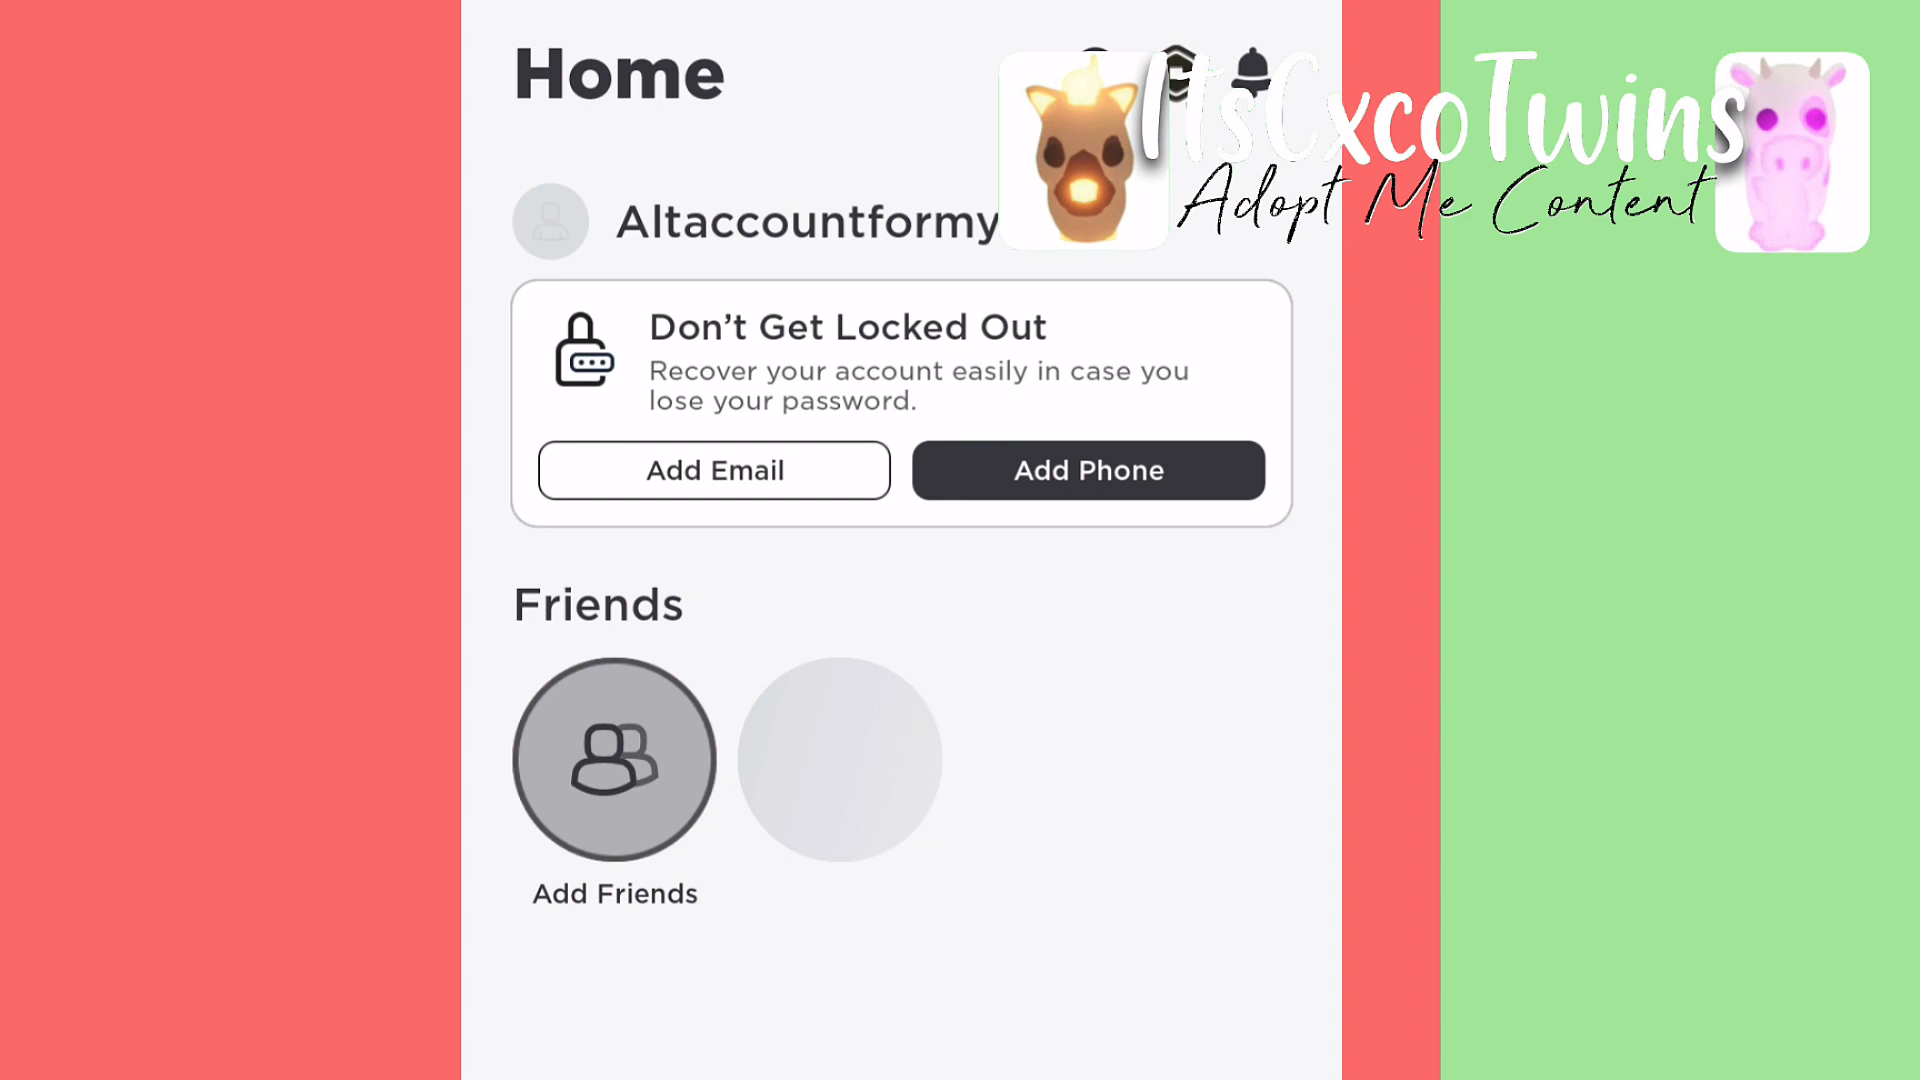 Home
ItsCxcoTwins
Adopt Me Content
Altaccountformy
Don’t Get Locked Out
Recover your account easily in case you
lose your password.
Add Email
Add Phone
Friends
Add Friends